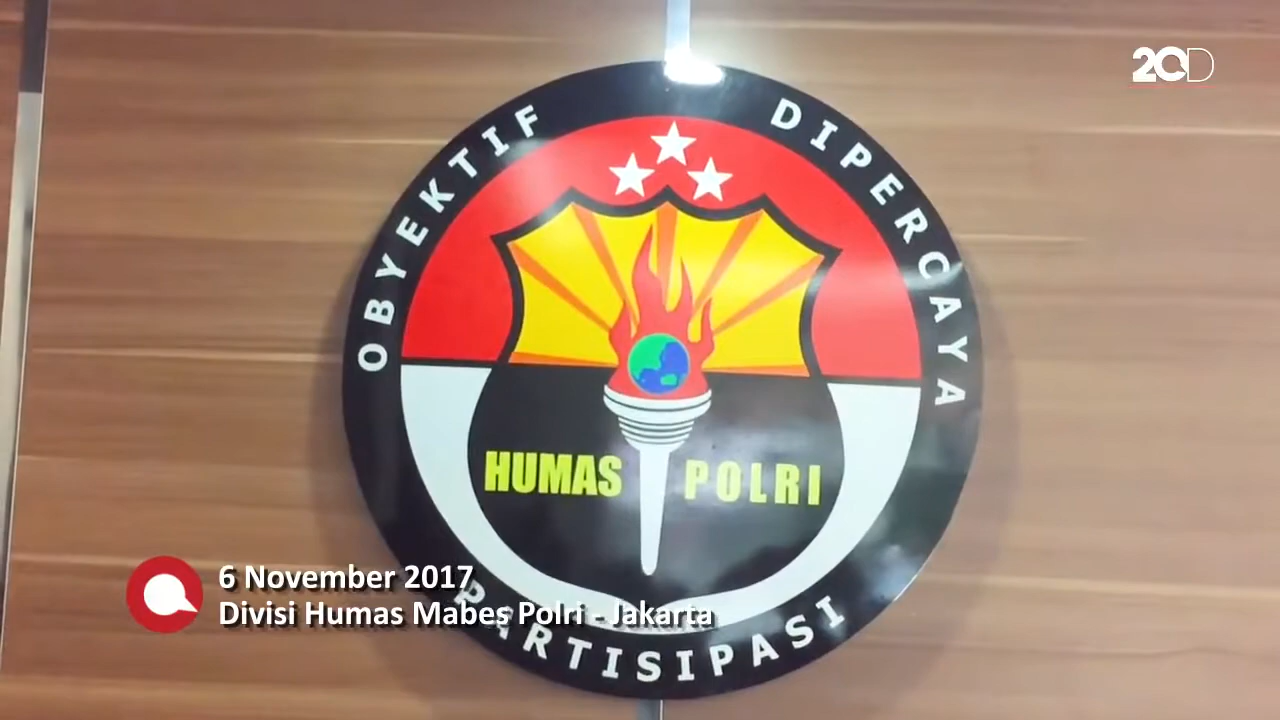 20D
OBYEKTIF DIPERCAYA
HUMAS POLRI
6 November 2017
Divisi Humas Mabes Polri - Jakarta
PARTISIPASI